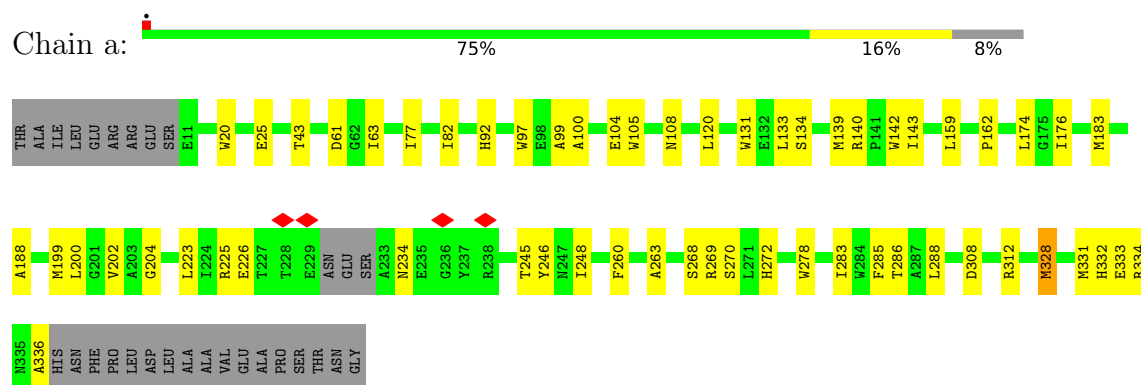 Chain a:
75% 16% 8%
THR ALA ILE LEU GLU ARG ARG GLU SER E11 W20 E25 T43 D61 G62 I63 I77 I82 H92 W97 E98 A99 A100 E104 W105 N108 L120 W131 E132 L133 S134 M139 R140 P141 W142 I143 L159 P162 L174 G175 I176 M183
A188 M199 L200 G201 V202 A203 G204 L223 I224 R225 E226 T227 T228 E229 ASN GLU SER A233 N234 E235 G236 Y237 R238 T245 Y246 N247 I248 F260 A263 S268 R269 S270 L271 H272 W278 I283 W284 F285 T286 A287 L288 D308 R312 M328 M331 H332 E333 R334
N335 A336 HIS ASN PHE PRO LEU ASP LEU ALA ALA VAL GLU ALA PRO SER THR ASN GLY